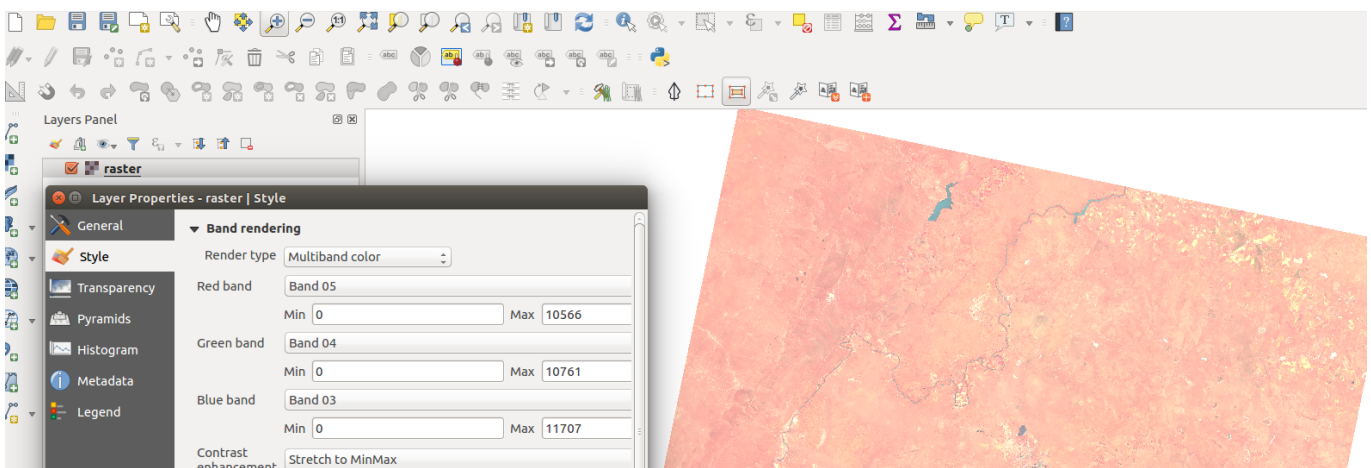 Layers Panel
raster
Layer Properties - raster | Style
General
Style
Transparency
Pyramids
Histogram
Metadata
Legend
Band rendering
Render type Multiband color
Red band Band 05
Min 0 Max 10566
Green band Band 04
Min 0 Max 10761
Blue band Band 03
Min 0 Max 11707
Contrast
enhancement Stretch to MinMax